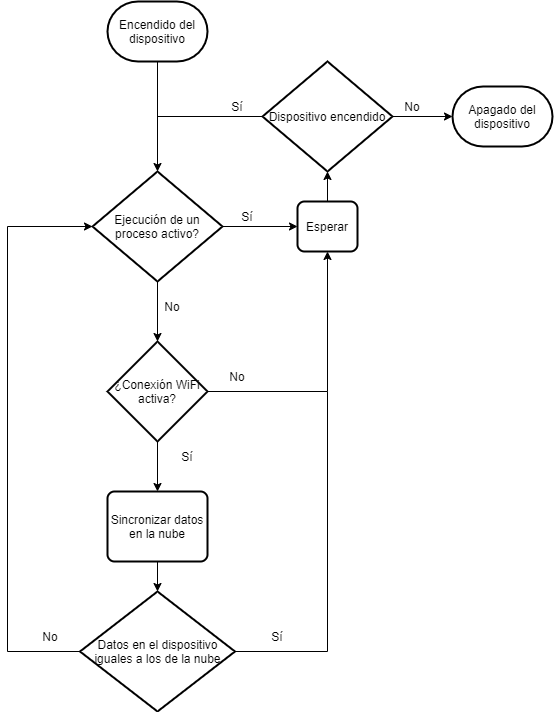 Encendido del
dispositivo
Sí
Dispositivo encendido
No
Apagado del
dispositivo
Ejecución de un
proceso activo?
Sí
Esperar
No
¿Conexión WiFi
activa?
No
Sí
Sincronizar datos
en la nube
No
Datos en el dispositivo
iguales a los de la nube
Sí